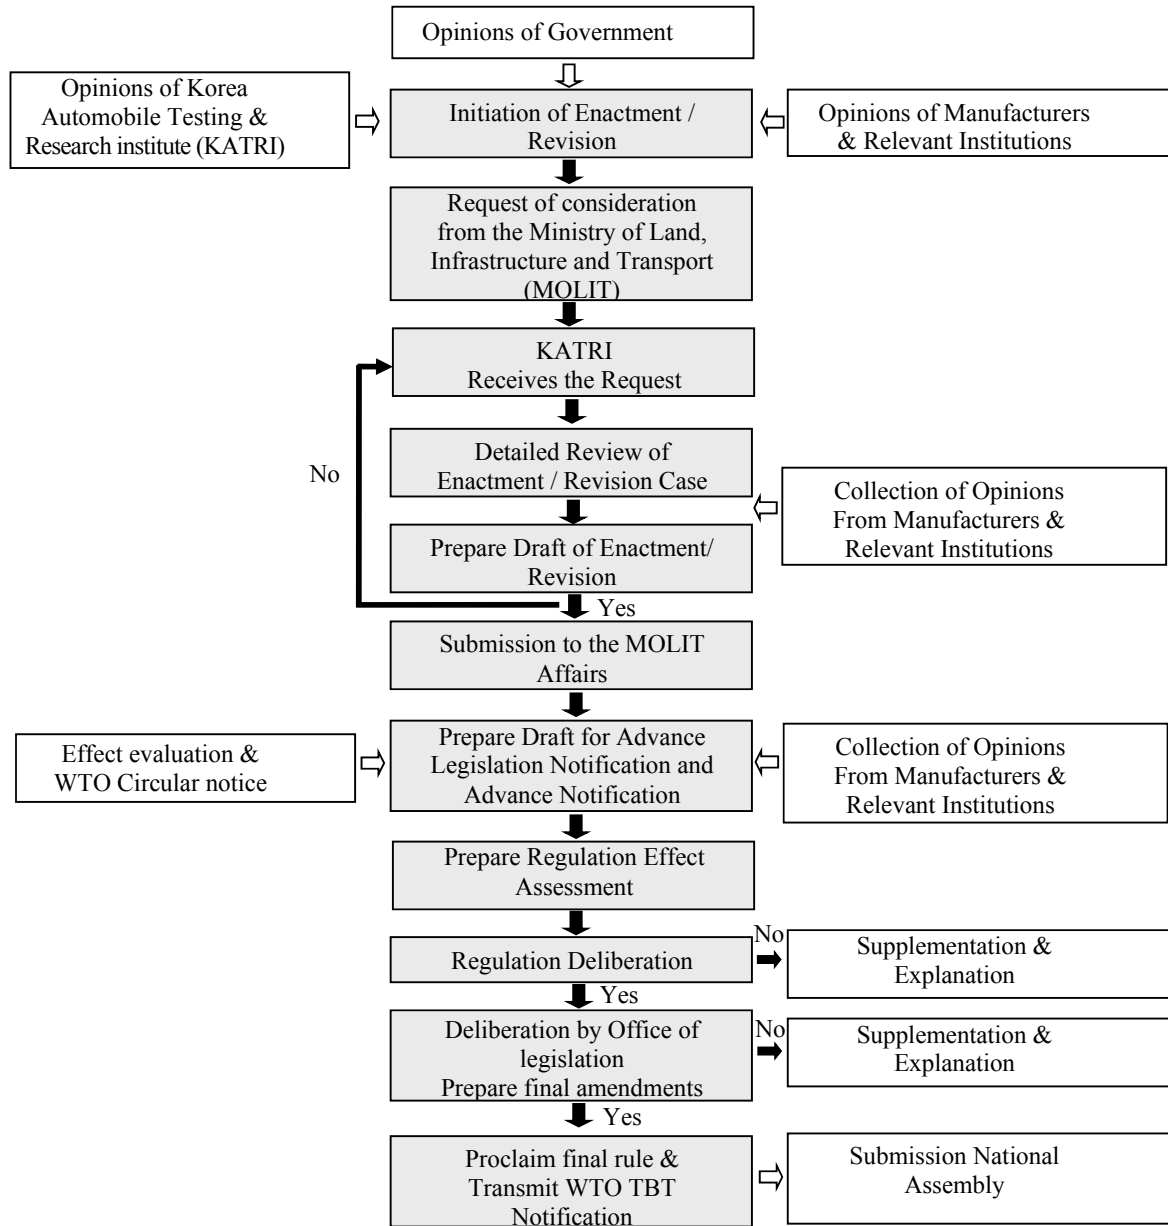 Opinions of Government
Opinions of Korea
Automobile Testing &
Research institute (KATRI)
Initiation of Enactment /
Revision
Opinions of Manufacturers
& Relevant Institutions
Request of consideration
from the Ministry of Land,
Infrastructure and Transport
(MOLIT)
KATRI
Receives the Request
Detailed Review of
Enactment / Revision Case
No
Collection of Opinions
From Manufacturers &
Relevant Institutions
Prepare Draft of Enactment/
Revision
Yes
Submission to the MOLIT
Affairs
Effect evaluation &
WTO Circular notice
Prepare Draft for Advance
Legislation Notification and
Advance Notification
Collection of Opinions
From Manufacturers &
Relevant Institutions
Prepare Regulation Effect
Assessment
Regulation Deliberation
No
Supplementation &
Explanation
Yes
Deliberation by Office of
legislation
Prepare final amendments
No
Supplementation &
Explanation
Yes
Proclaim final rule &
Transmit WTO TBT
Notification
Submission National
Assembly